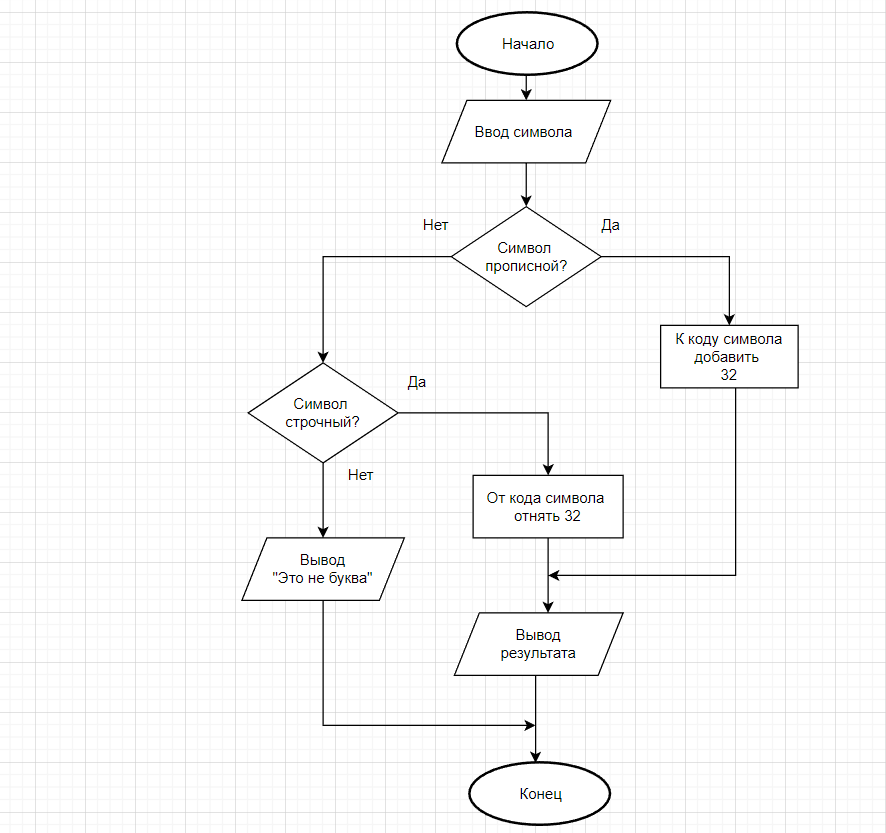 Начало
Ввод символа
Нет
Да
Символ
прописной?
К коду символа
добавить
32
Да
Символ
строчный?
Нет
От кода символа
отнять 32
Вывод
"Это не буква"
Вывод
результата
Конец